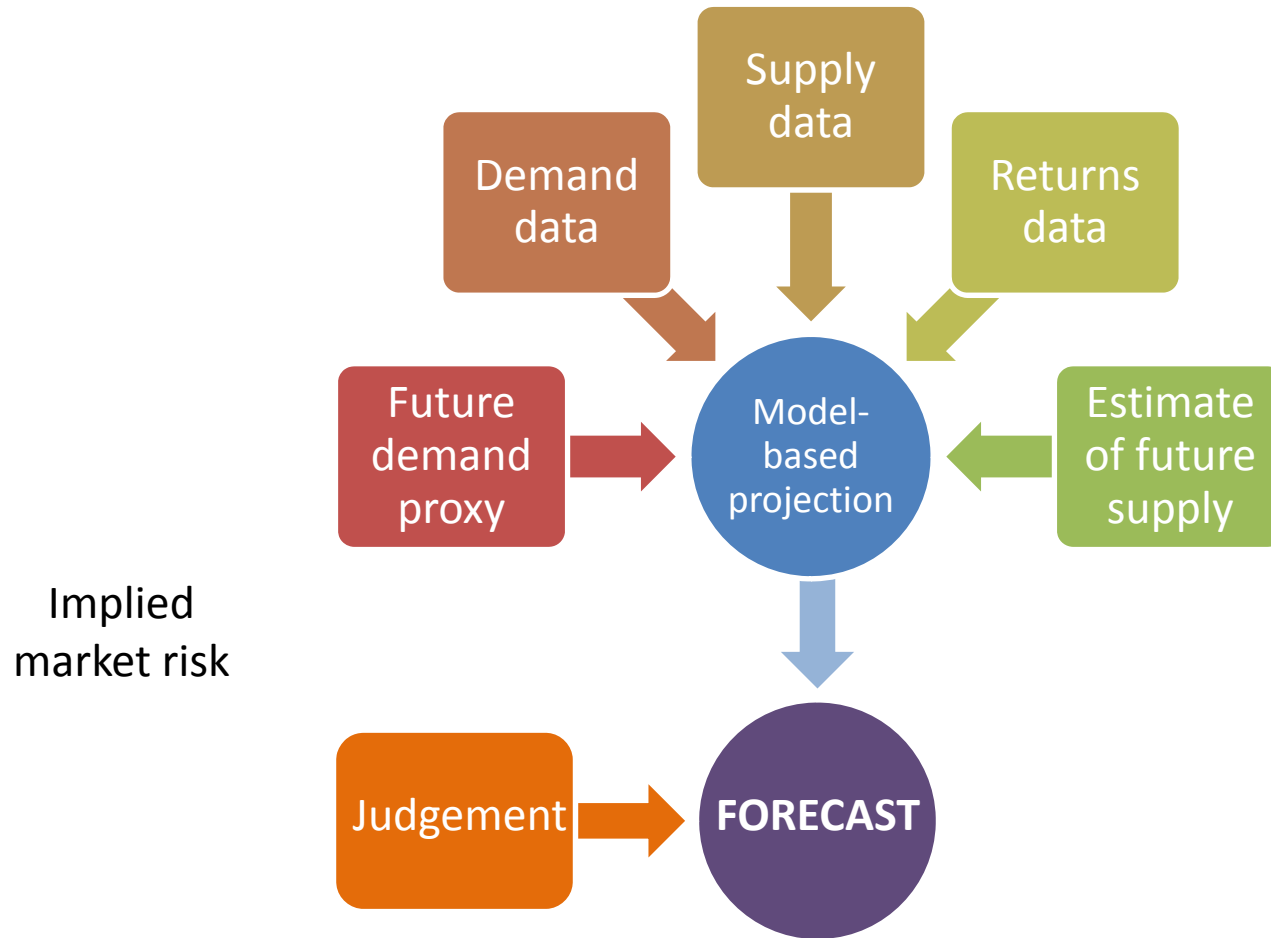 Supply
data
Demand
data
Returns
data
Future
demand
proxy
Model-
based
projection
Estimate
of future
supply
Implied
market risk
Judgement
FORECAST